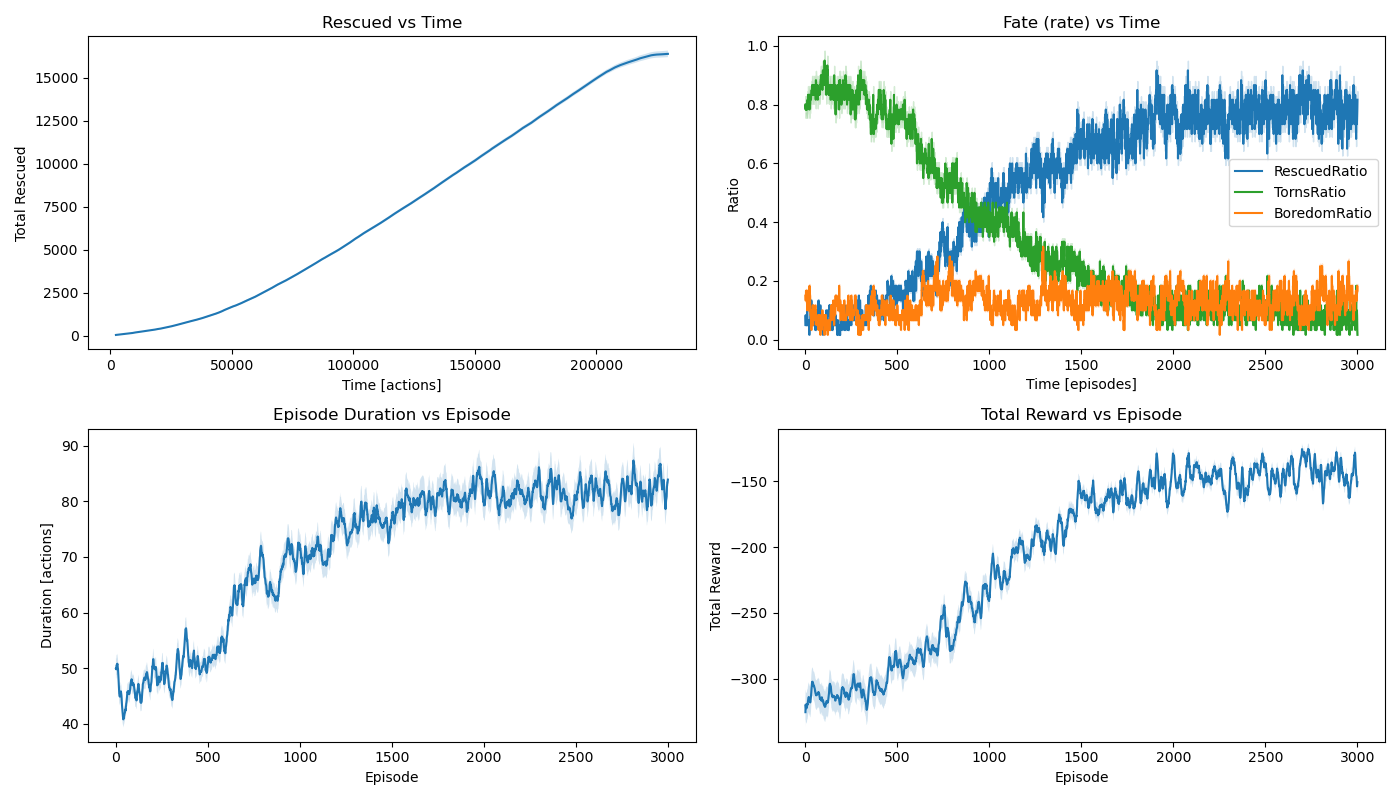 Rescued vs Time
Total Rescued
15000
12500
10000
7500
5000
2500
0
0 50000 100000 150000 200000
Time [actions]
Fate (rate) vs Time
Ratio
1.0
0.8
0.6
0.4
0.2
0.0
RescuedRatio
TornsRatio
BoredomRatio
0 500 1000 1500 2000 2500 3000
Time [episodes]
Episode Duration vs Episode
Duration [actions]
90
80
70
60
50
40
0 500 1000 1500 2000 2500 3000
Episode
Total Reward vs Episode
Total Reward
−150
−200
−250
−300
0 500 1000 1500 2000 2500 3000
Episode